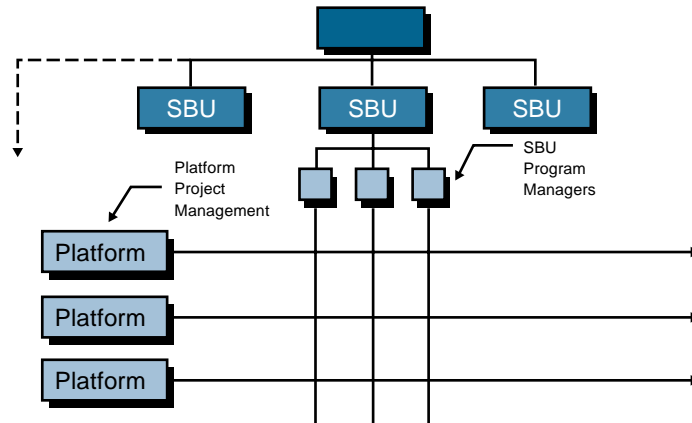 SBU
SBU
SBU
Platform
Project
Management
SBU
Program
Managers
Platform
Platform
Platform